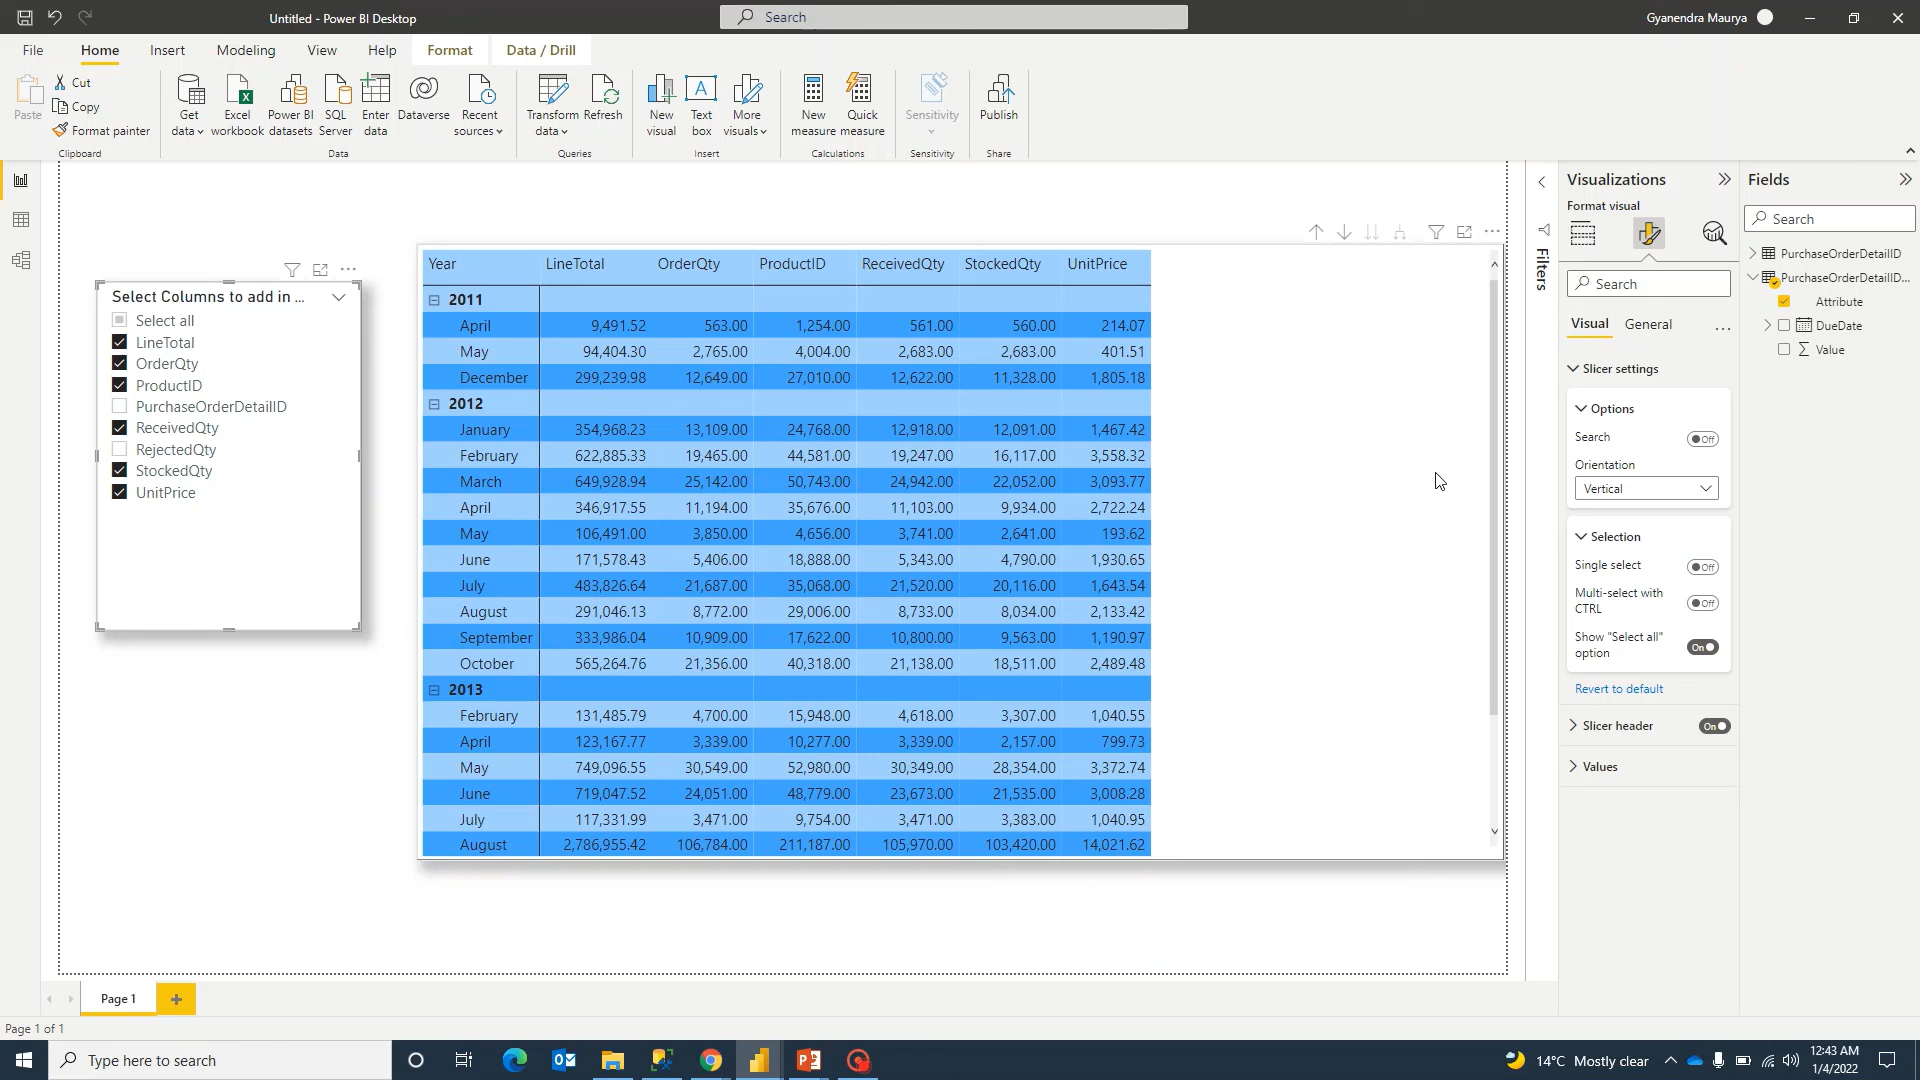 Untitled - Power BI Desktop
Search
Gyanendra Maurya
File Home Insert Modeling View Help Format Data / Drill
Paste
Cut
Copy
Format painter
Clipboard
Get data
Excel workbook
Power BI datasets
SQL Server
Enter data
Dataverse
Recent sources
Data
Transform data
Refresh
Queries
New visual
Text box
More visuals
Insert
New measure
Quick measure
Calculations
Sensitivity
Sensitivity
Publish
Share
Select Columns to add in ...
Select all
LineTotal
OrderQty
ProductID
PurchaseOrderDetailID
ReceivedQty
RejectedQty
StockedQty
UnitPrice
Year LineTotal OrderQty ProductID ReceivedQty StockedQty UnitPrice
2011
April 9,491.52 563.00 1,254.00 561.00 560.00 214.07
May 94,404.30 2,765.00 4,004.00 2,683.00 2,683.00 401.51
December 299,239.98 12,649.00 27,010.00 12,622.00 11,328.00 1,805.18
2012
January 354,968.23 13,109.00 24,768.00 12,918.00 12,091.00 1,467.42
February 622,885.33 19,465.00 44,581.00 19,247.00 16,117.00 3,558.32
March 649,928.94 25,142.00 50,743.00 24,942.00 22,052.00 3,093.77
April 346,917.55 11,194.00 35,676.00 11,103.00 9,934.00 2,722.24
May 106,491.00 3,850.00 4,656.00 3,741.00 2,641.00 193.62
June 171,578.43 5,406.00 18,888.00 5,343.00 4,790.00 1,930.65
July 483,826.64 21,687.00 35,068.00 21,520.00 20,116.00 1,643.54
August 291,046.13 8,772.00 29,006.00 8,733.00 8,034.00 2,133.42
September 333,986.04 10,909.00 17,622.00 10,800.00 9,563.00 1,190.97
October 565,264.76 21,356.00 40,318.00 21,138.00 18,511.00 2,489.48
2013
February 131,485.79 4,700.00 15,948.00 4,618.00 3,307.00 1,040.55
April 123,167.77 3,339.00 10,277.00 3,339.00 2,157.00 799.73
May 749,096.55 30,549.00 52,980.00 30,349.00 28,354.00 3,372.74
June 719,047.52 24,051.00 48,779.00 23,673.00 21,535.00 3,008.28
July 117,331.99 3,471.00 9,754.00 3,471.00 3,383.00 1,040.95
August 2,786,955.42 106,784.00 211,187.00 105,970.00 103,420.00 14,021.62
Filters
Visualizations
Format visual
Search
Visual General ...
Slicer settings
Options
Search Off
Orientation
Vertical
Selection
Single select Off
Multi-select with
CTRL Off
Show "Select all"
option On
Revert to default
Slicer header On
Values
Fields
Search
PurchaseOrderDetailID
PurchaseOrderDetailID...
Attribute
DueDate
Value
Page 1
Page 1 of 1
Type here to search
14°C Mostly clear
12:43 AM
1/4/2022